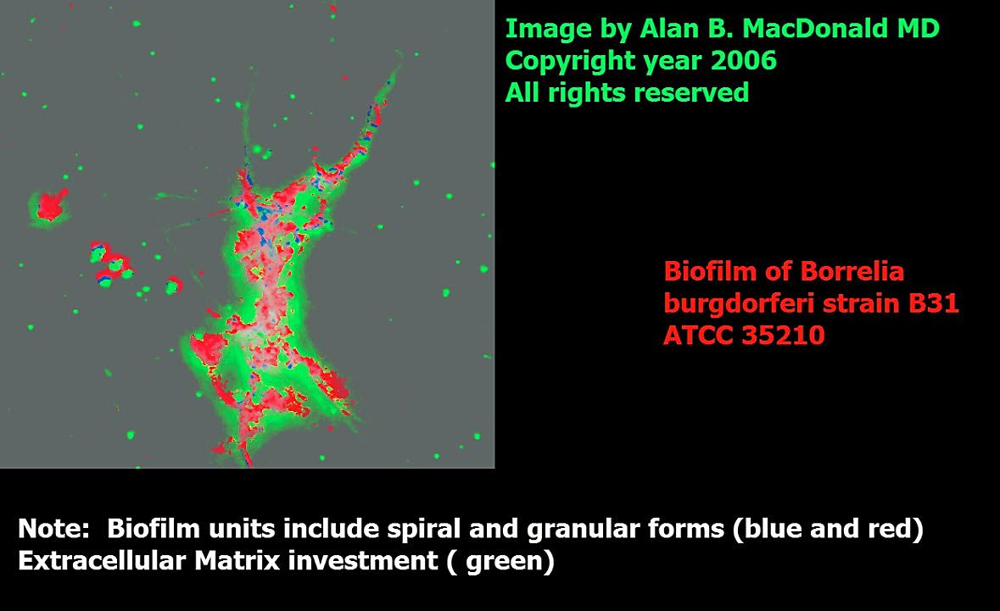 Image by Alan B. MacDonald MD
Copyright year 2006
All rights reserved
Biofilm of Borrelia
burgdorferi strain B31
ATCC 35210
Note:  Biofilm units include spiral and granular forms (blue and red)
Extracellular Matrix investment ( green)